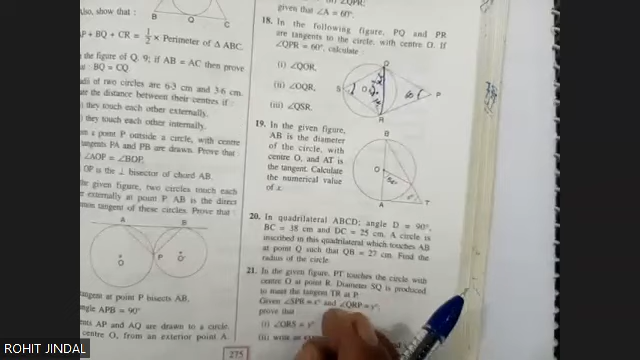 Also, show that :
B Q C
AP + BQ + CR = 1/2 × Perimeter of Δ ABC.
the figure of Q. 9; if AB = AC then prove
that : BQ = CQ.
radii of two circles are 6·3 cm and 3·6 cm.
the distance between their centres if :
they touch each other externally.
they touch each other internally.
a point P outside a circle, with centre
tangents PA and PB are drawn. Prove that :
∠AOP = ∠BOP,
OP is the ⊥ bisector of chord AB.
the given figure, two circles touch each
externally at point P. AB is the direct
common tangent of these circles. Prove that :
A B
P
O O'
tangent at point P bisects AB.
angle APB = 90°
tangents AP and AQ are drawn to a circle,
centre O, from an exterior point A.
given that ∠A = 60°.
18. In the following figure, PQ and PR
are tangents to the circle, with centre O. If
∠QPR = 60°, calculate :
(i) ∠QOR,
(ii) ∠OQR,
(iii) ∠QSR.
Q
S O P
R
19. In the given figure,
AB is the diameter
of the circle, with
centre O, and AT is
the tangent. Calculate
the numerical value
of x.
B
O
A T
20. In quadrilateral ABCD; angle D = 90°,
BC = 38 cm and DC = 25 cm. A circle is
inscribed in this quadrilateral which touches AB
at point Q such that QB = 27 cm. Find the
radius of the circle.
21. In the given figure, PT touches the circle with
centre O at point R. Diameter SQ is produced
to meet the tangent TR at P.
Given ∠SPR = x° and ∠QRP = y°;
prove that
(i) ∠ORS = y°
(ii) write an
275
ROHIT JINDAL